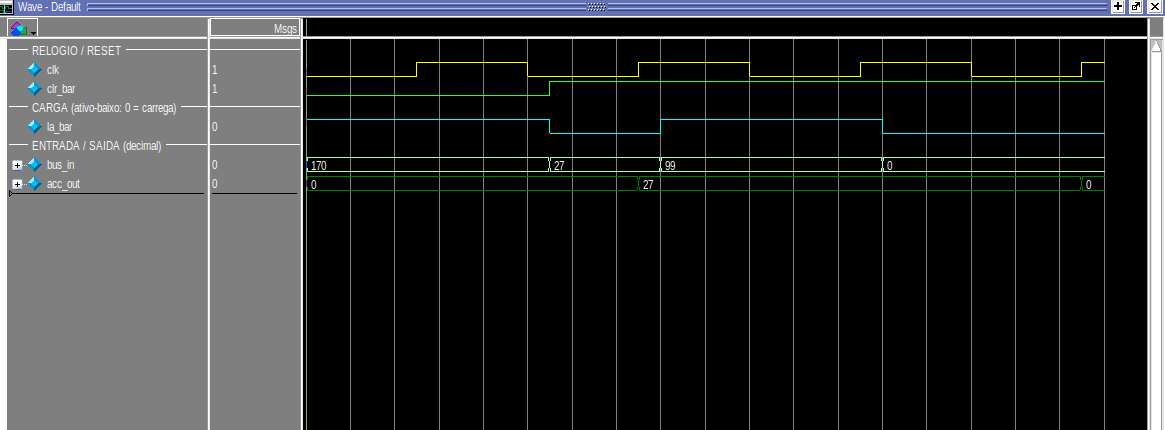 Wave - Default
Msgs
RELOGIO / RESET
clk 1
clr_bar 1
CARGA (ativo-baixo: 0 = carrega)
la_bar 0
ENTRADA / SAIDA (decimal)
bus_in 0 170 27 99 0
acc_out 0 0 27 0